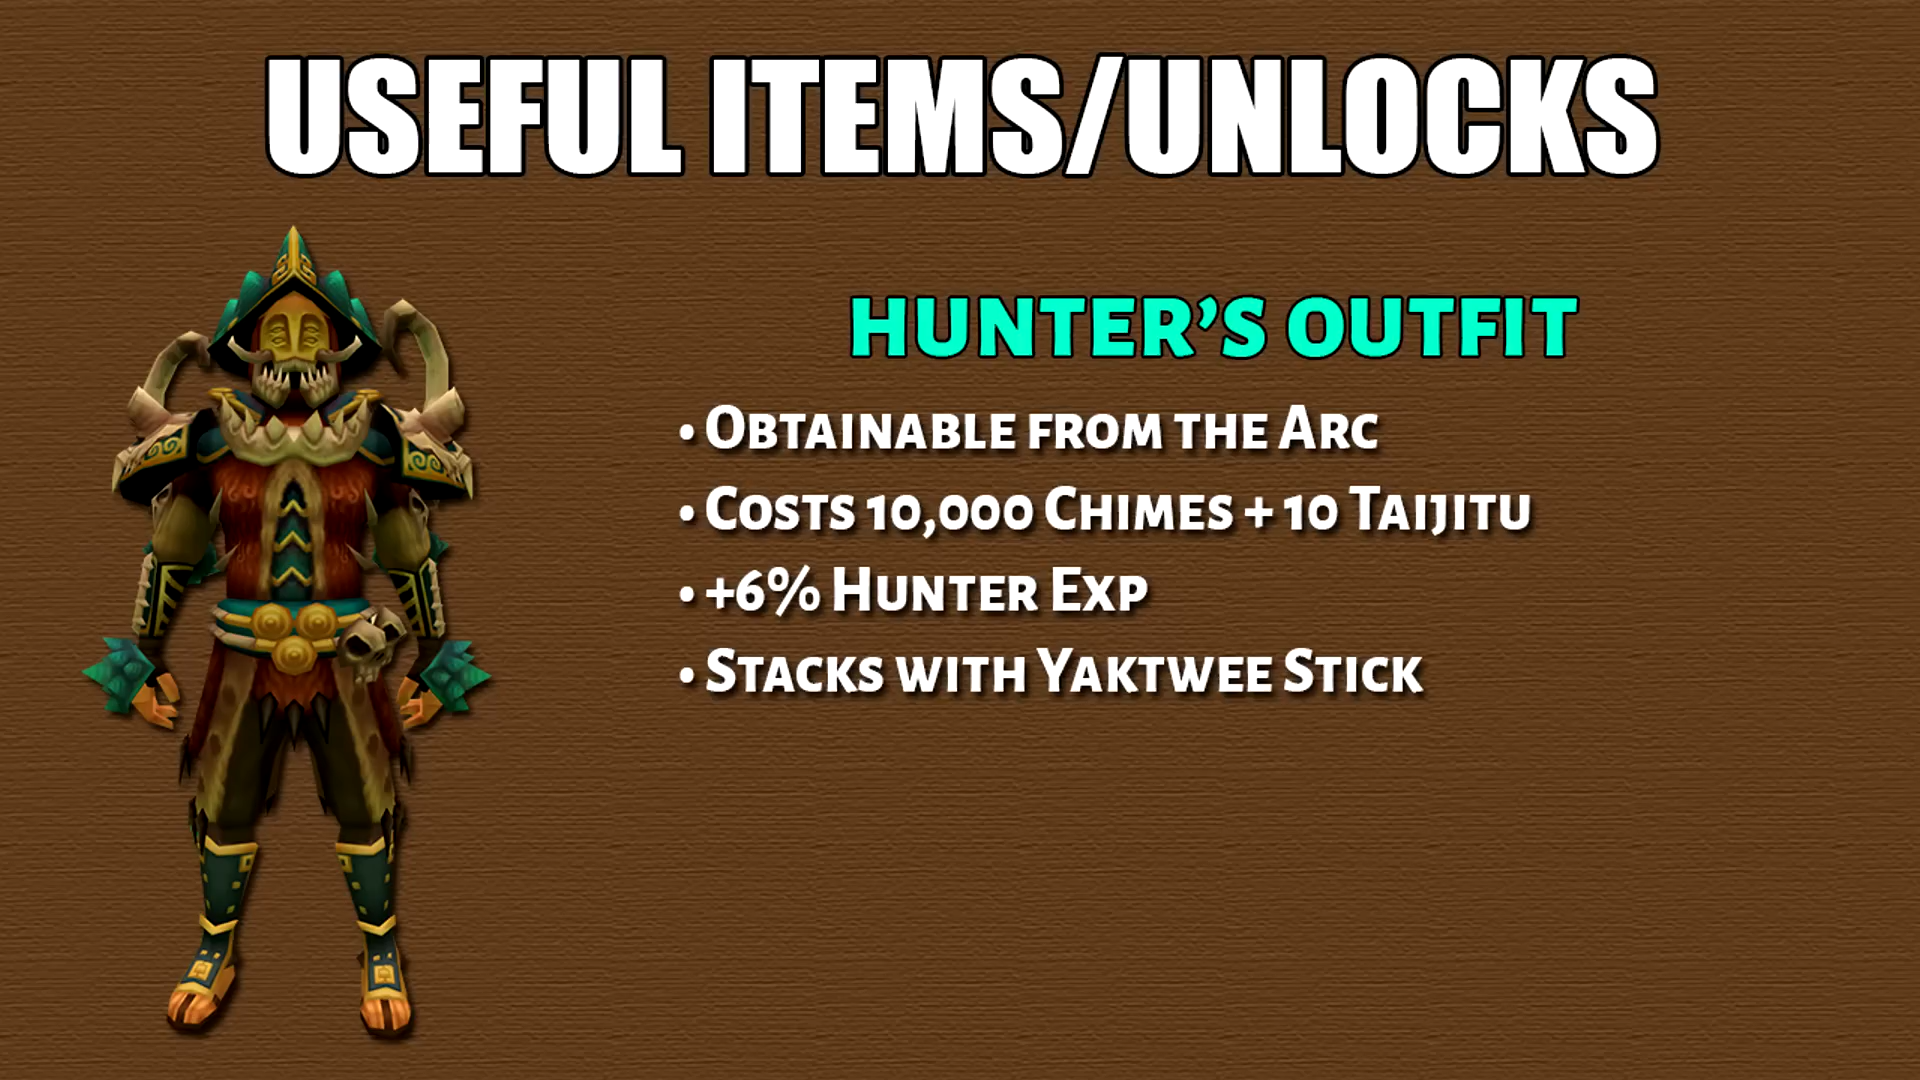 USEFUL ITEMS/UNLOCKS
HUNTER'S OUTFIT
• OBTAINABLE FROM THE ARC
• COSTS 10,000 CHIMES + 10 TAIJITU
• +6% HUNTER EXP
• STACKS WITH YAKTWEE STICK